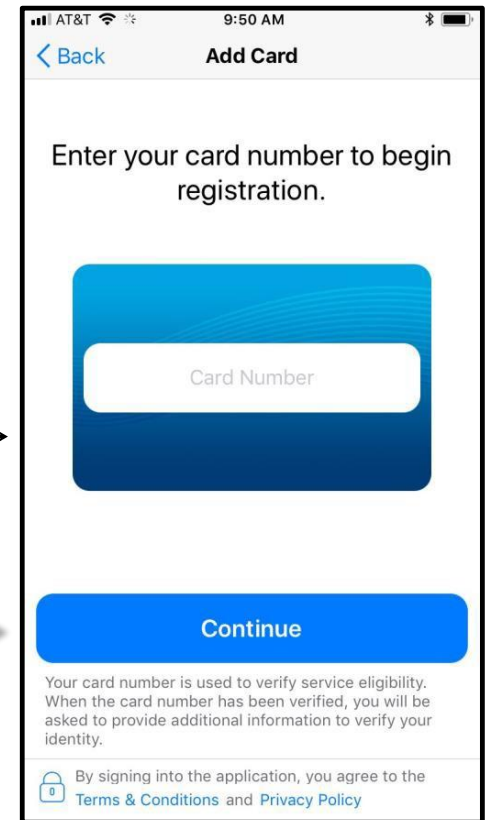 AT&T 9:50 AM
Back Add Card
Enter your card number to begin
registration.
Card Number
Continue
Your card number is used to verify service eligibility.
When the card number has been verified, you will be
asked to provide additional information to verify your
identity.
0 By signing into the application, you agree to the
Terms & Conditions and Privacy Policy